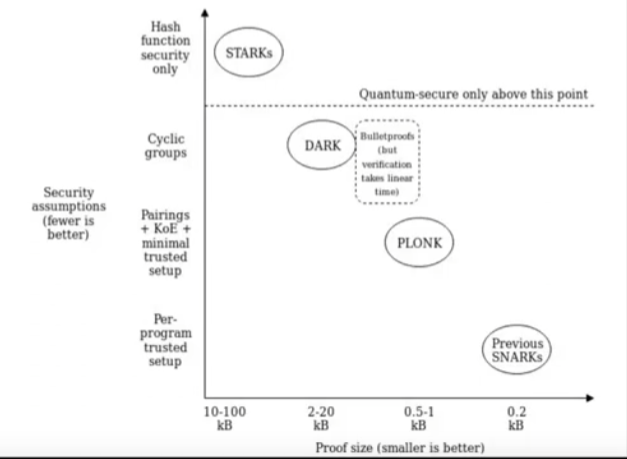 Hash
function
security
only
STARKs
Quantum-secure only above this point
Cyclic
groups
DARK
Bulletproofs
(but
verification
takes linear
time)
Security
assumptions
(fewer is
better)
Pairings
+ KoE +
minimal
trusted
setup
PLONK
Per-
program
trusted
setup
Previous
SNARKs
10-100
kB
2-20
kB
0.5-1
kB
0.2
kB
Proof size (smaller is better)